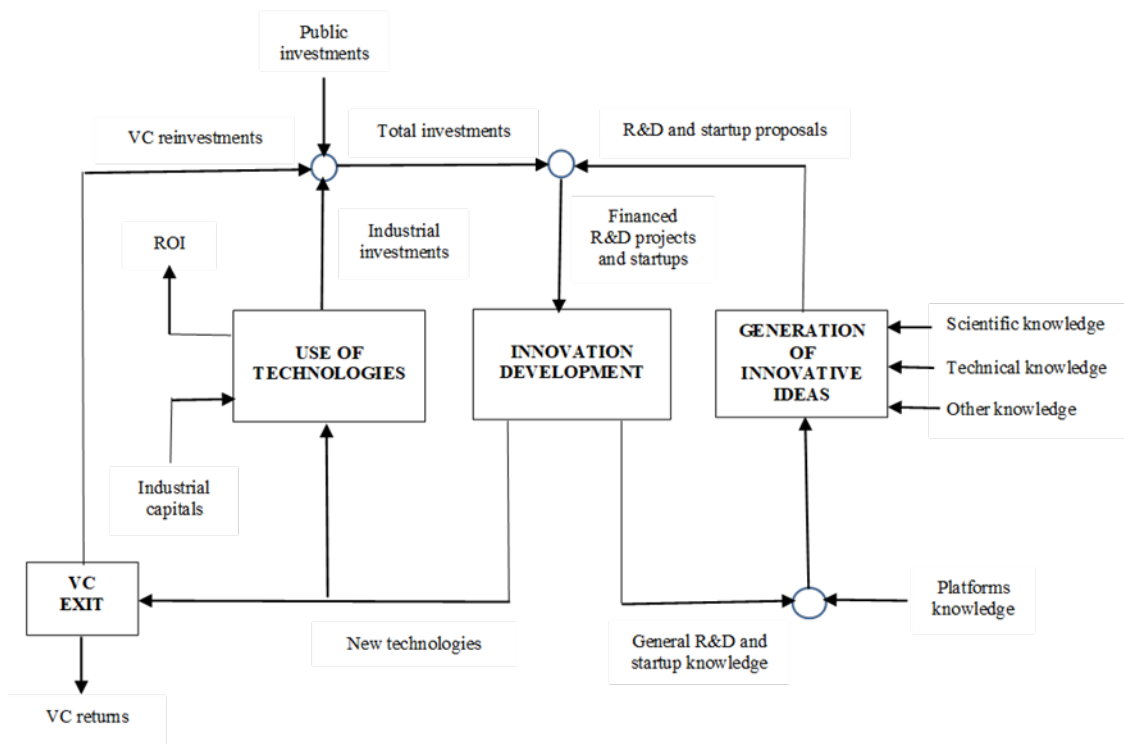 Public
investments
VC reinvestments
Total investments
R&D and startup proposals
ROI
Industrial
investments
Financed
R&D projects
and startups
USE OF
TECHNOLOGIES
INNOVATION
DEVELOPMENT
GENERATION
OF
INNOVATIVE
IDEAS
Scientific knowledge
Technical knowledge
Other knowledge
Industrial
capitals
VC
EXIT
New technologies
General R&D and
startup knowledge
Platforms
knowledge
VC returns